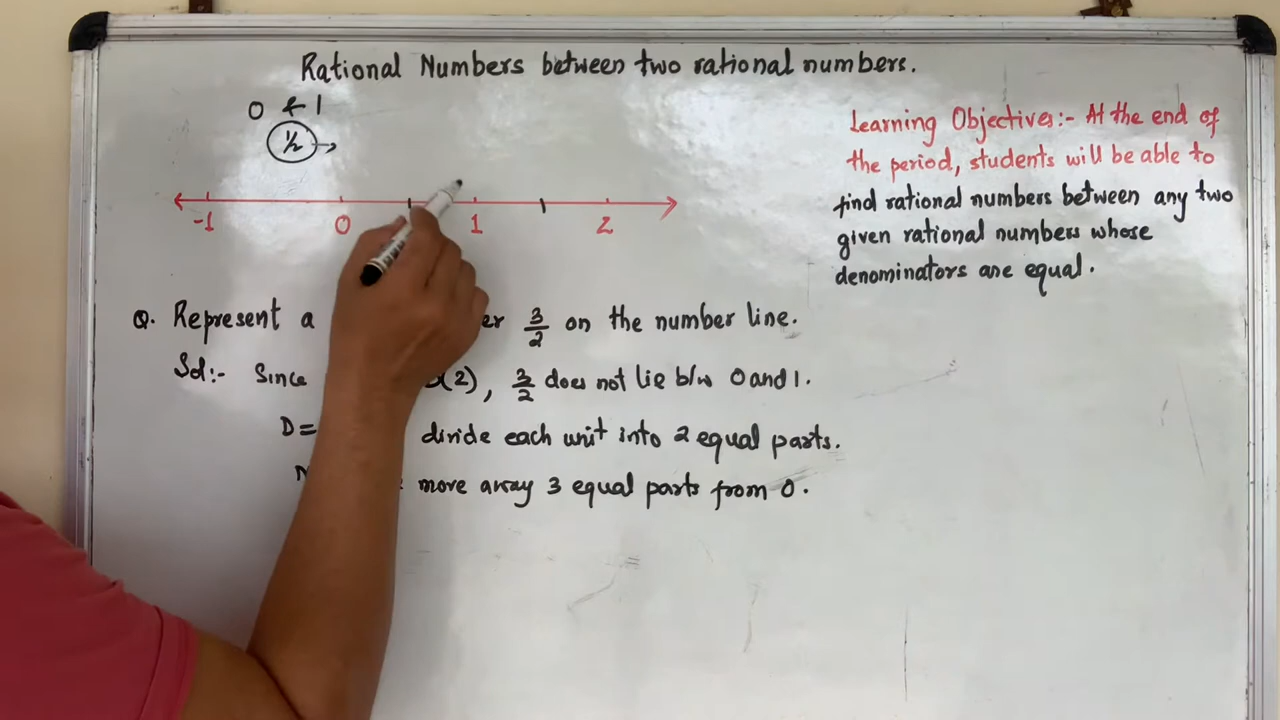 Rational Numbers between two rational numbers.
0 & 1
1/2 →
-1 0 1 2
Learning Objectives:- At the end of
the period, students will be able to
find rational numbers between any two
given rational numbers whose
denominators are equal.
Q. Represent a er 3/2 on the number line.
Sol:- Since (2), 3/2 does not lie b/w 0 and 1.
D= divide each unit into 2 equal parts.
N move array 3 equal parts from 0.